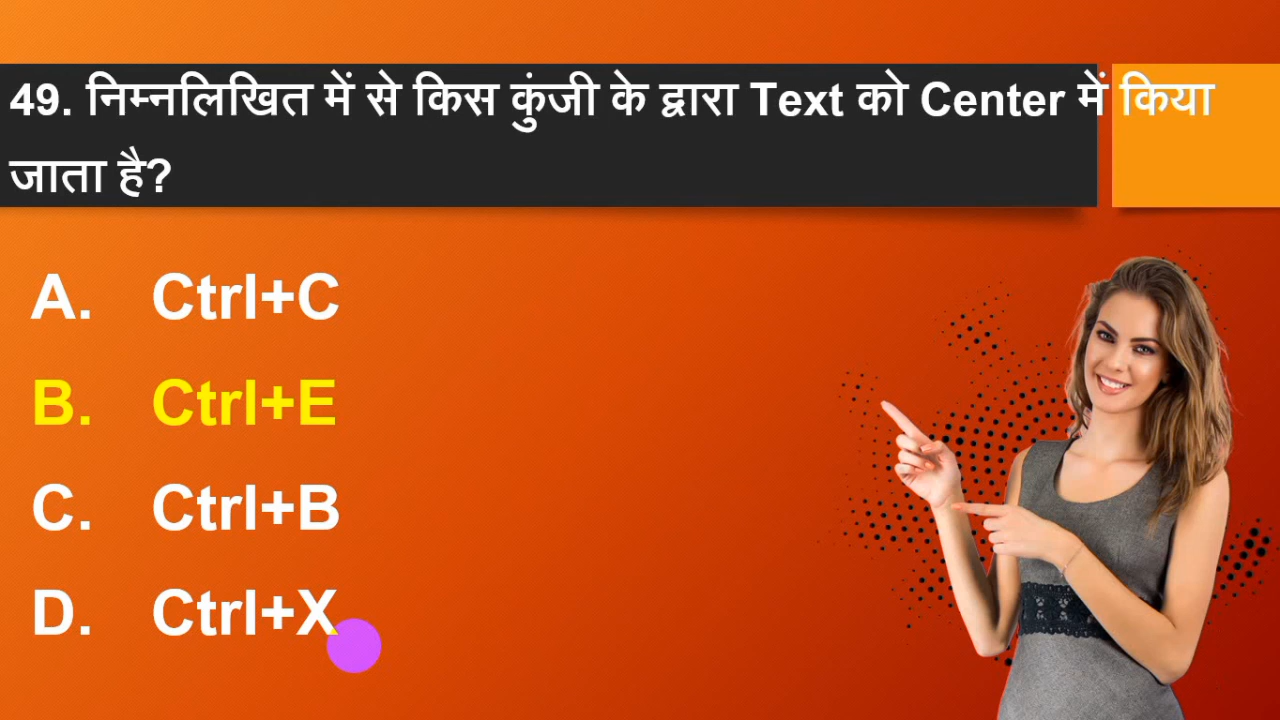 49. निम्नलिखित में से किस कुंजी के द्वारा Text को Center में किया
जाता है?
A. Ctrl+C
B. Ctrl+E
C. Ctrl+B
D. Ctrl+X